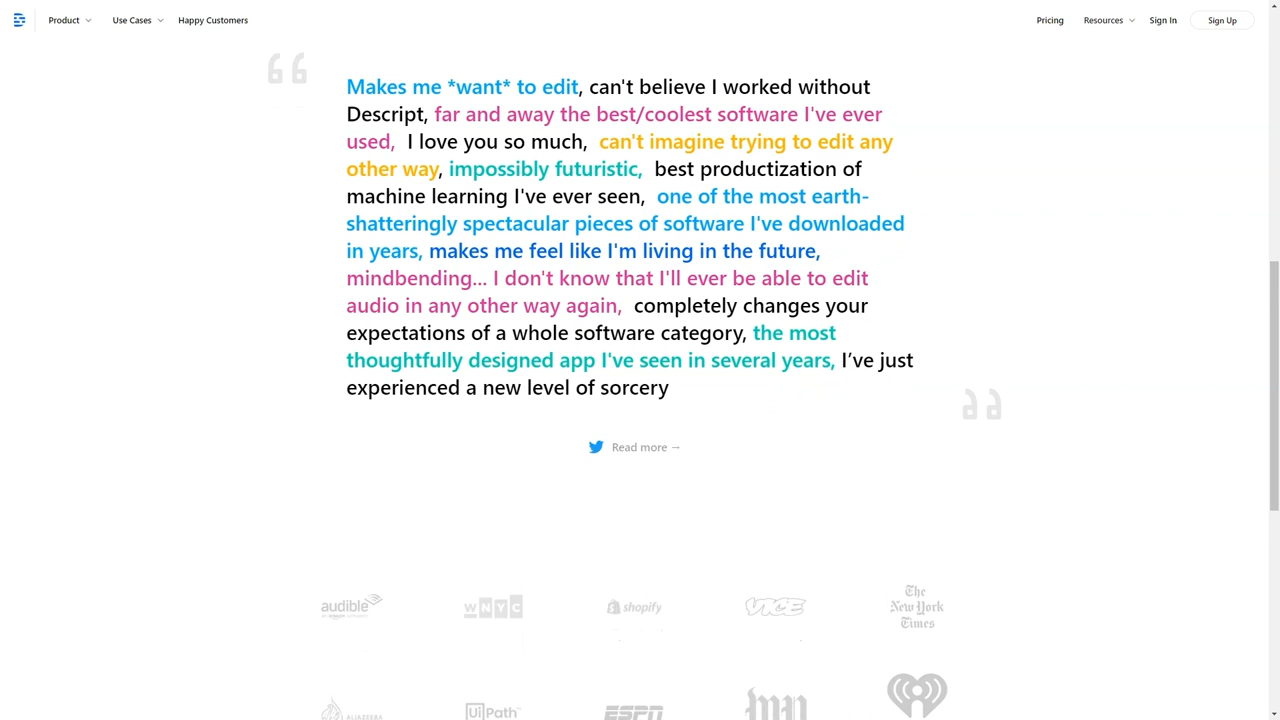 Product
Use Cases
Happy Customers
Pricing
Resources
Sign In
Sign Up
Makes me *want* to edit, can't believe I worked without
Descript, far and away the best/coolest software I've ever
used, I love you so much, can't imagine trying to edit any
other way, impossibly futuristic, best productization of
machine learning I've ever seen, one of the most earth-
shatteringly spectacular pieces of software I've downloaded
in years, makes me feel like I'm living in the future,
mindbending... I don't know that I'll ever be able to edit
audio in any other way again, completely changes your
expectations of a whole software category, the most
thoughtfully designed app I've seen in several years, I’ve just
experienced a new level of sorcery
Read more →
audible
WNYC
shopify
VICE
The
New York
Times
ALJAZEERA
UiPath
ESPN